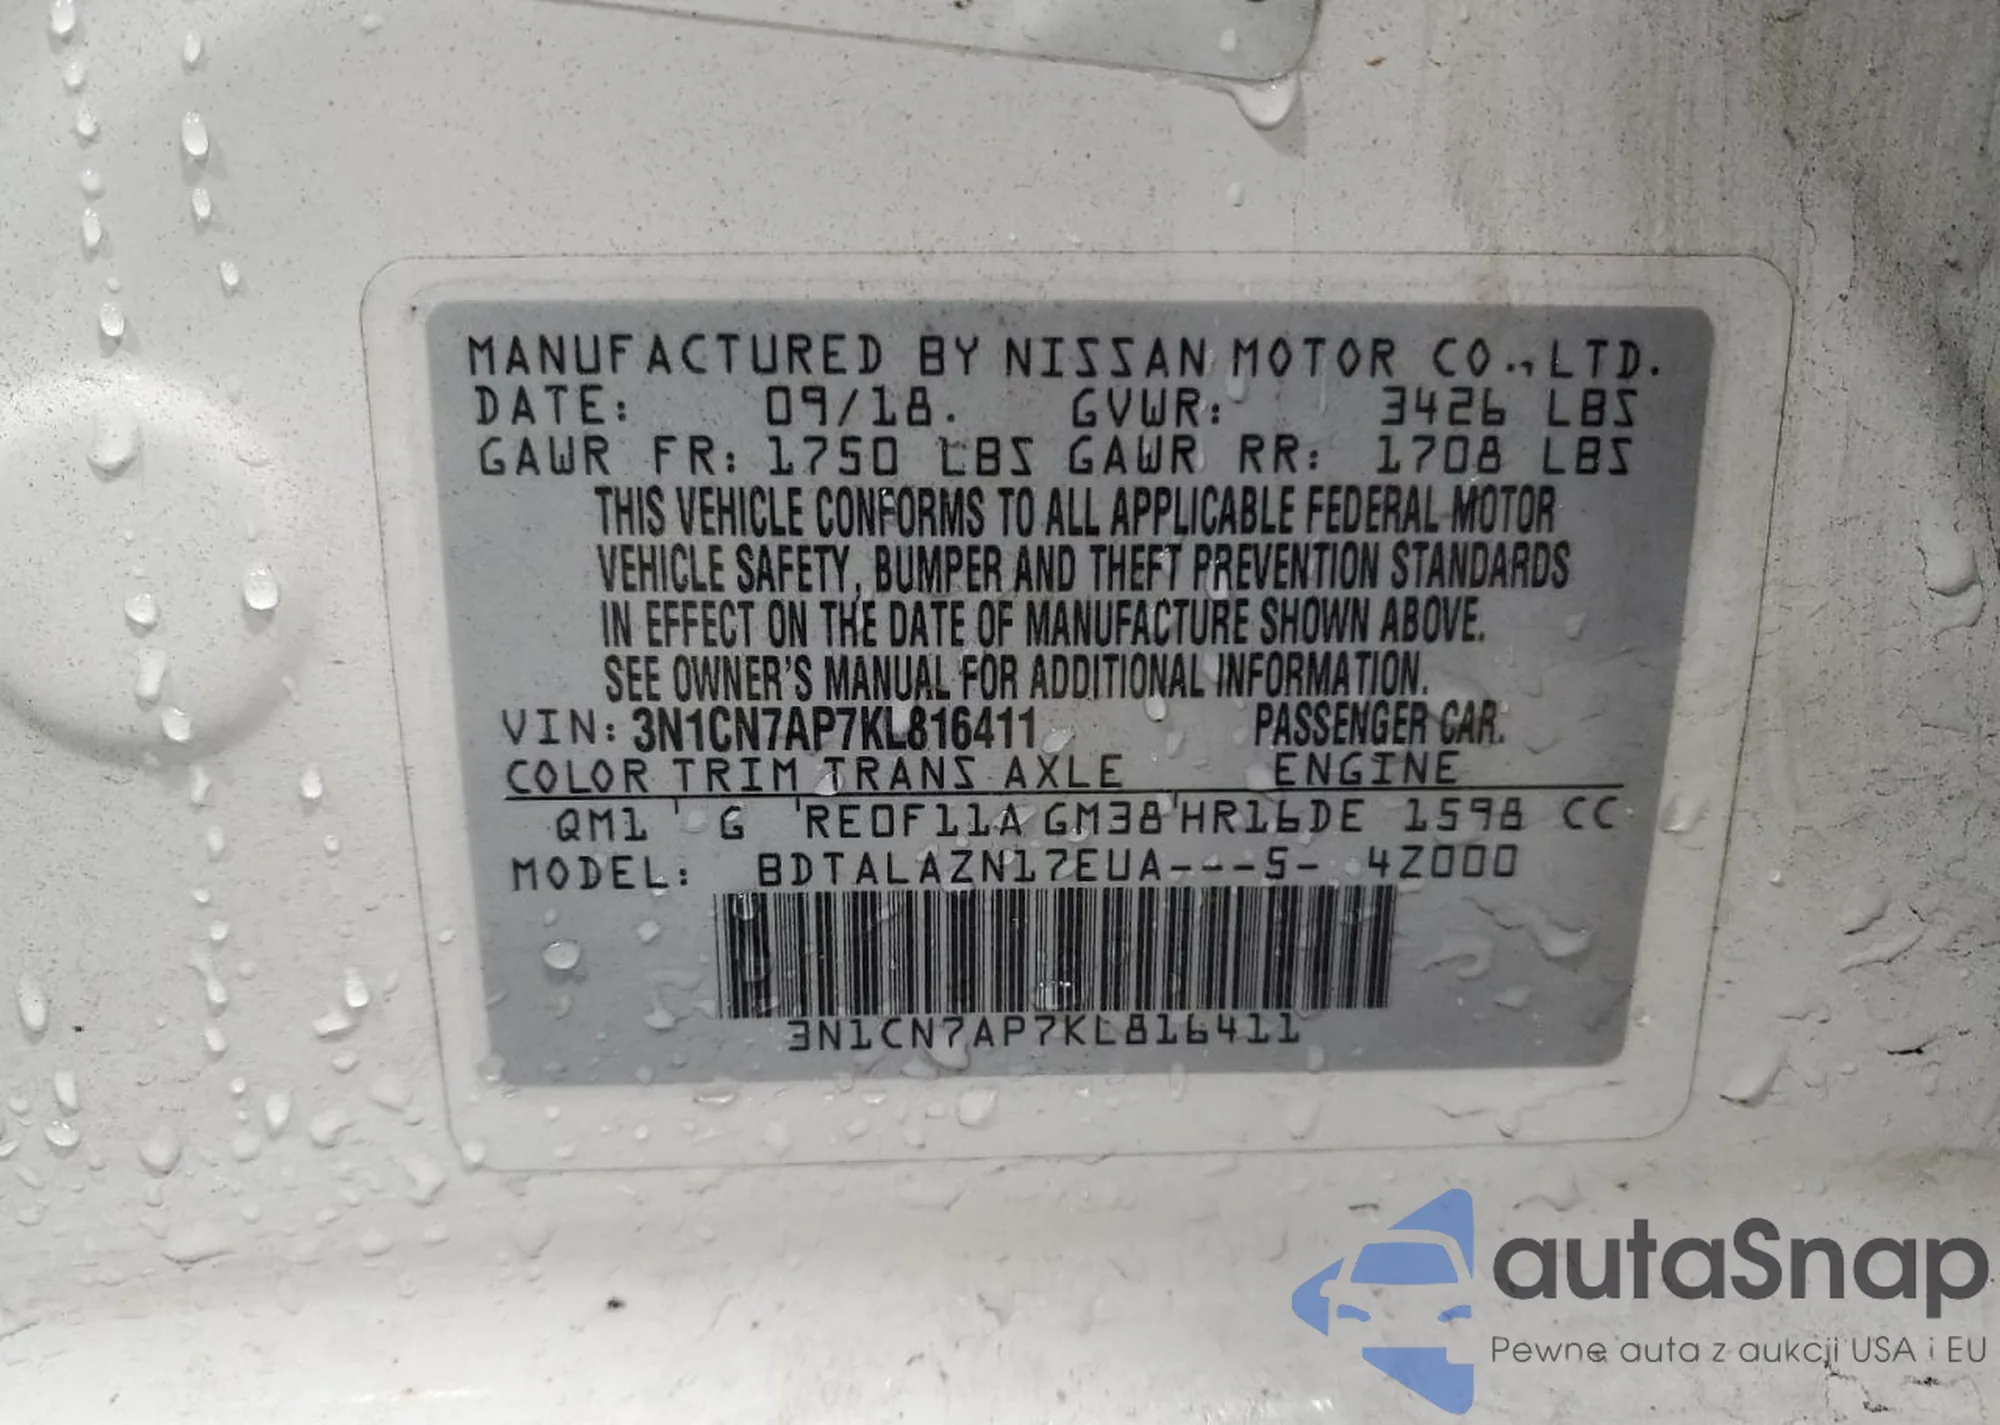 MANUFACTURED BY NISSAN MOTOR CO., LTD.
DATE: 09/18. GVWR: 3426 LBS
GAWR FR: 1750 LBS GAWR RR: 1708 LBS
THIS VEHICLE CONFORMS TO ALL APPLICABLE FEDERAL MOTOR
VEHICLE SAFETY, BUMPER AND THEFT PREVENTION STANDARDS
IN EFFECT ON THE DATE OF MANUFACTURE SHOWN ABOVE.
SEE OWNER'S MANUAL FOR ADDITIONAL INFORMATION.
VIN: 3N1CN7AP7KL816411 PASSENGER CAR.
COLOR TRIM TRANS AXLE ENGINE
QM1 ' G 'RE0F11A GM38'HR16DE 1598 CC
MODEL: BDTALAZN17EUA---S- 4Z000
3N1CN7AP7KL816411
autaSnap
Pewne auta z aukcji USA i EU